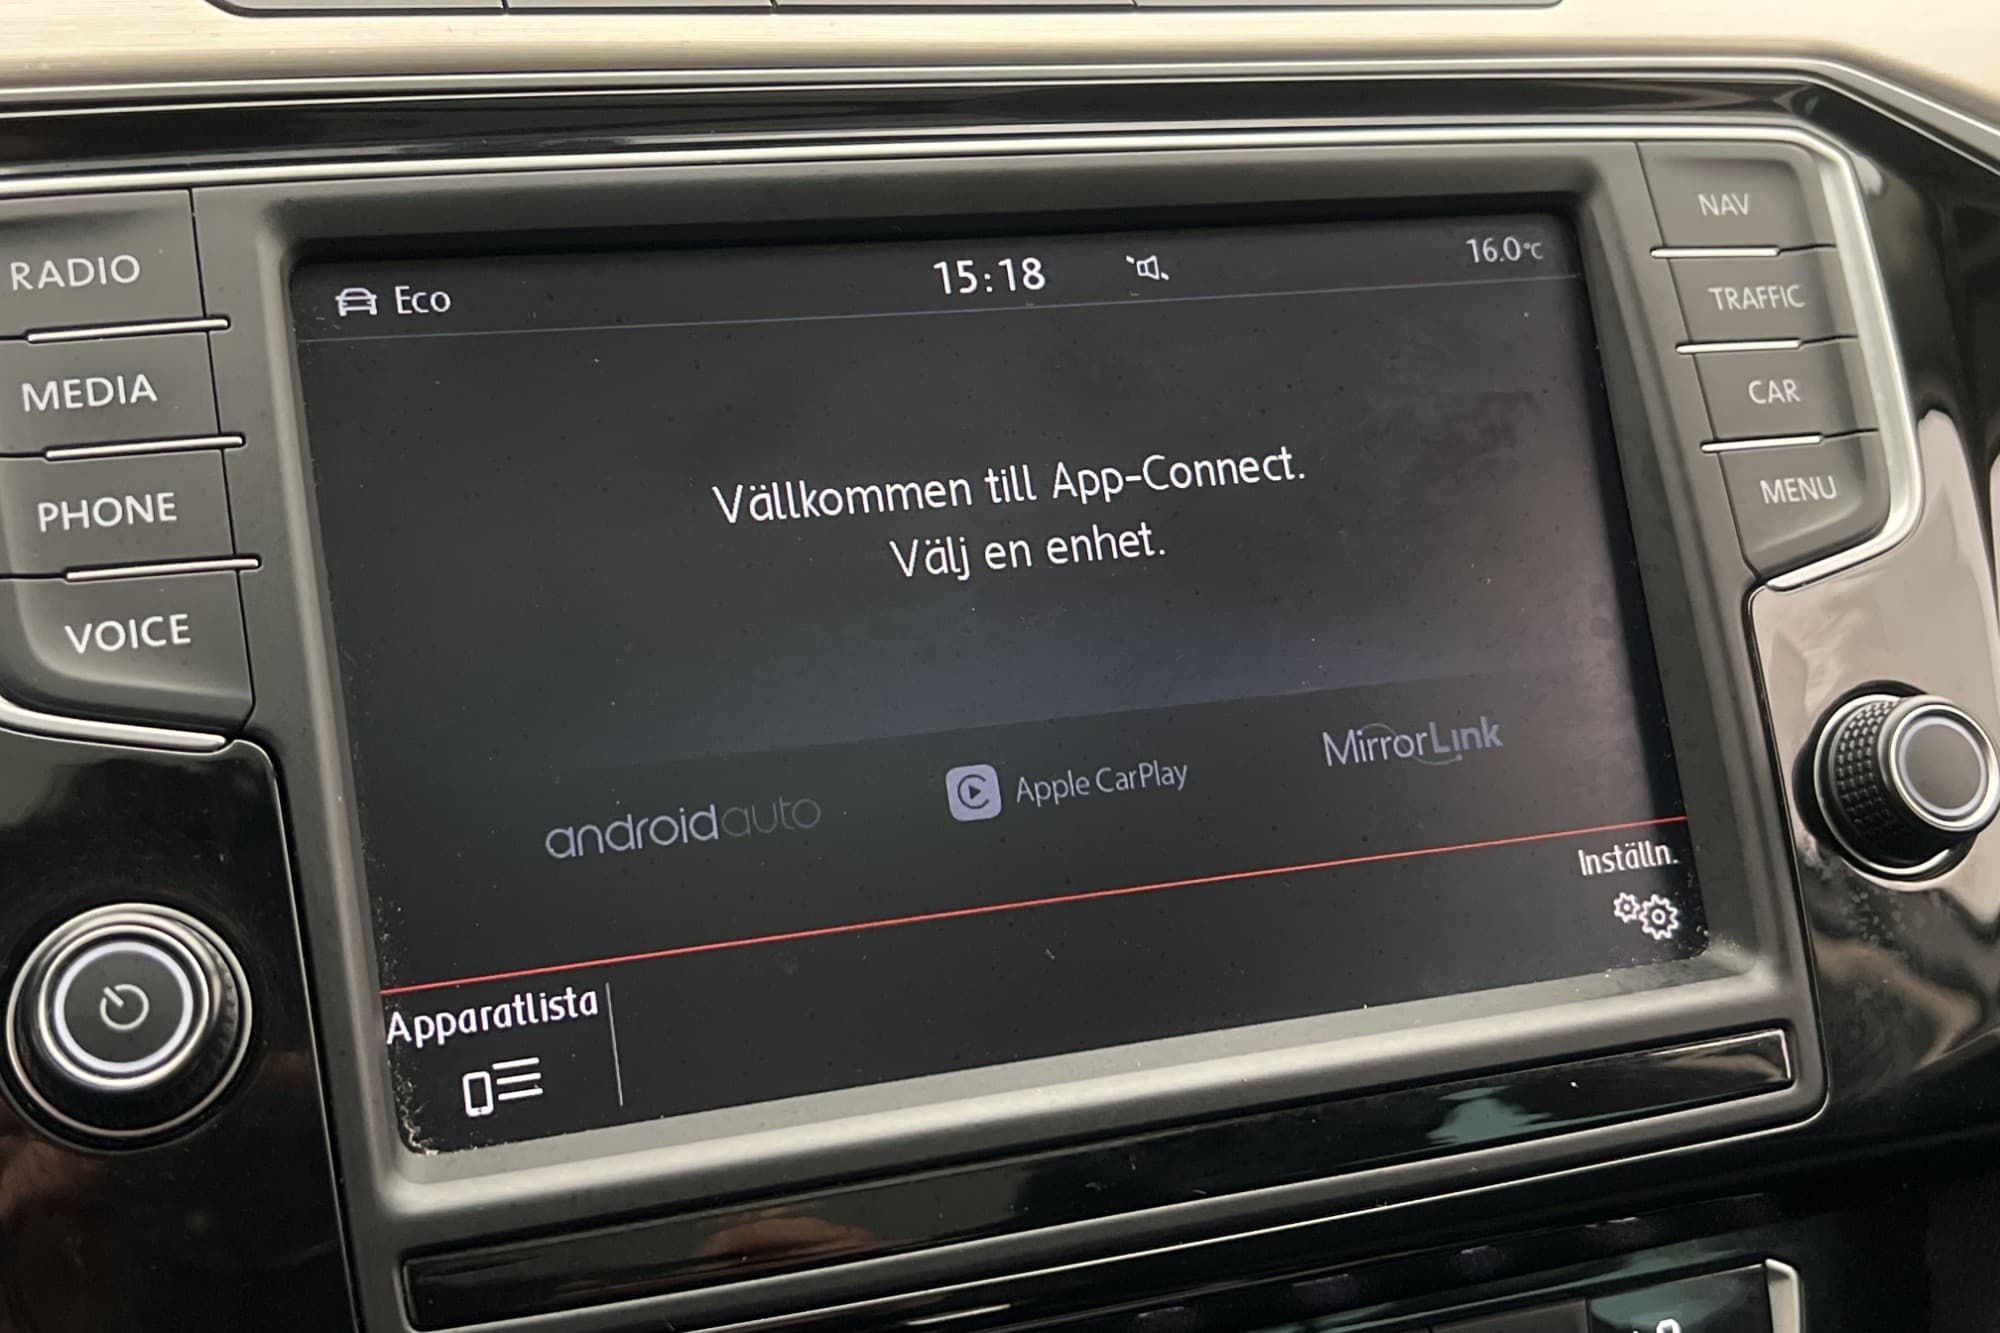 RADIO
MEDIA
PHONE
VOICE
Eco
15:18
16.0°C
Vällkommen till App-Connect.
Välj en enhet.
androidauto
Apple CarPlay
MirrorLink
Inställn.
Apparatlista
NAV
TRAFFIC
CAR
MENU